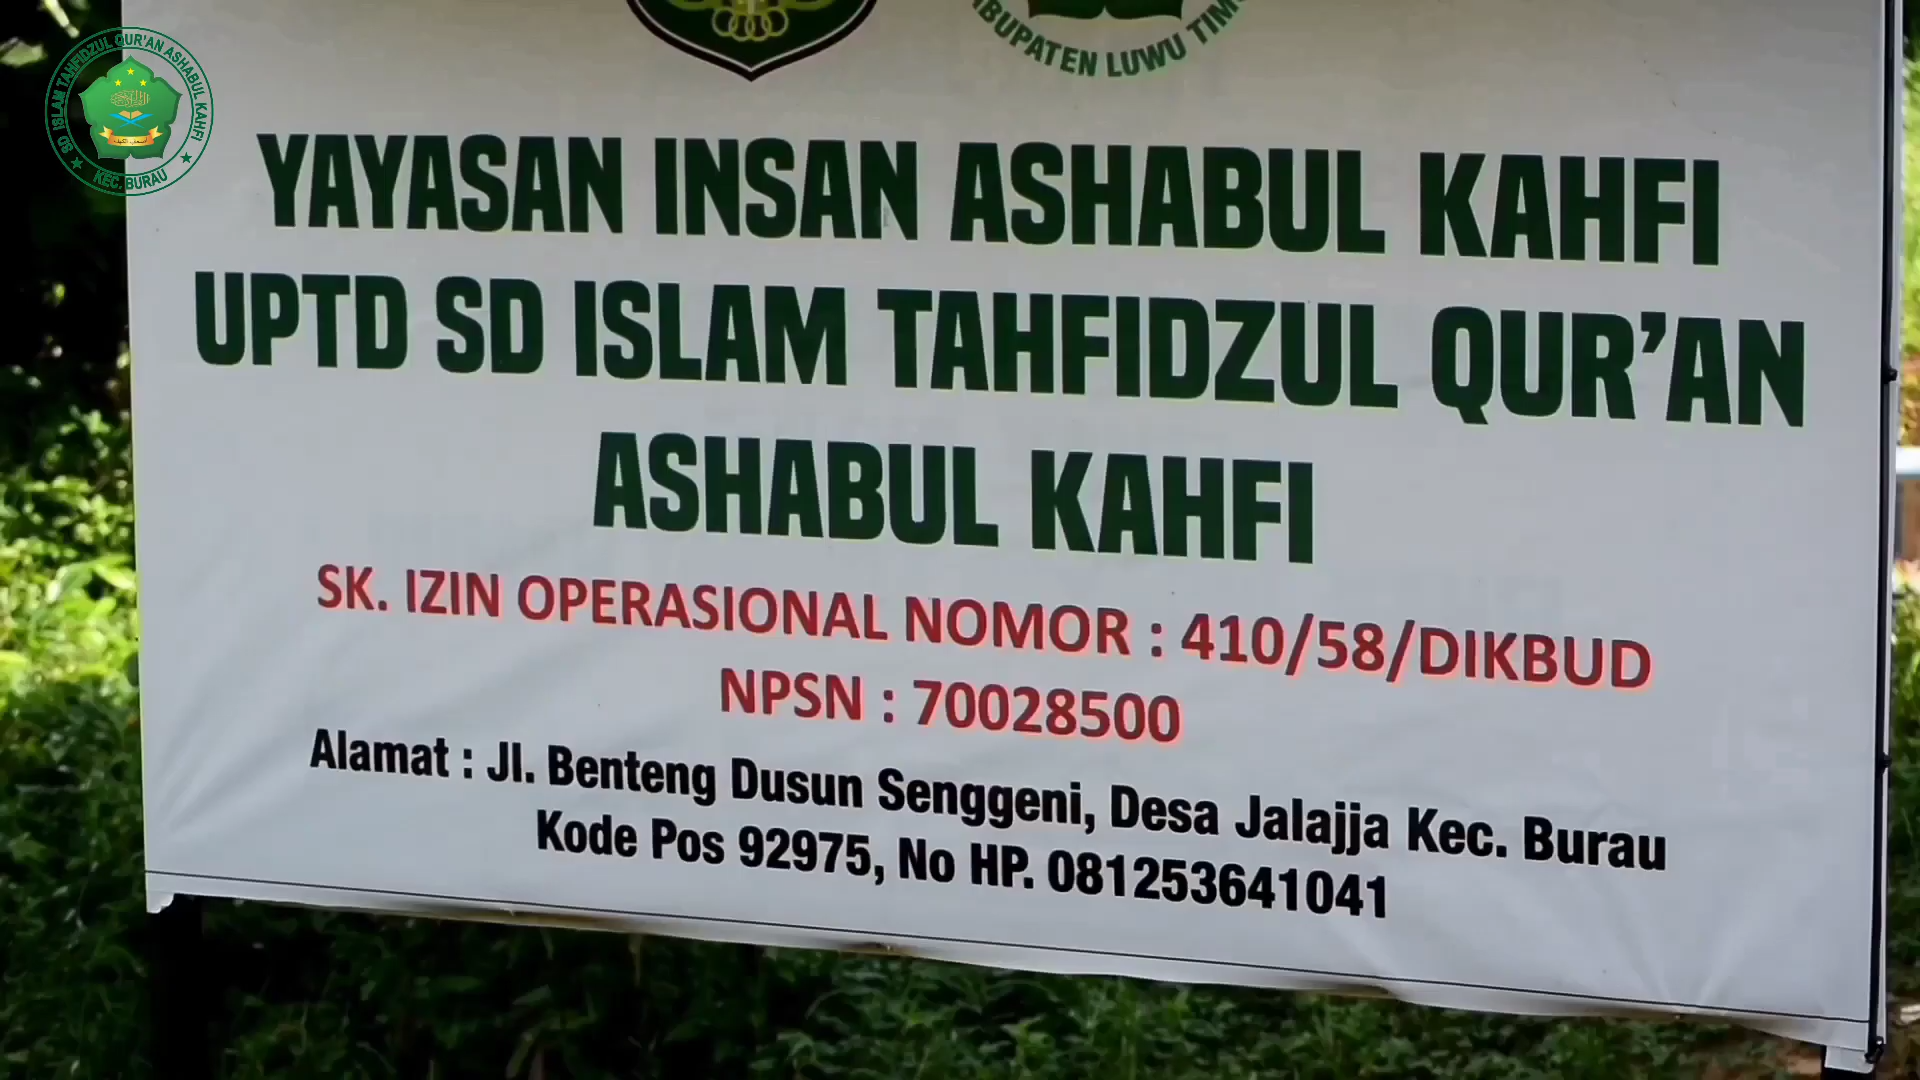 SD ISLAM TAHFIDZUL QUR'AN ASHABUL KAHFI
KEC. BURAU
KABUPATEN LUWU TIMUR
YAYASAN INSAN ASHABUL KAHFI
UPTD SD ISLAM TAHFIDZUL QUR'AN
ASHABUL KAHFI
SK. IZIN OPERASIONAL NOMOR : 410/58/DIKBUD
NPSN : 70028500
Alamat : Jl. Benteng Dusun Senggeni, Desa Jalajja Kec. Burau
Kode Pos 92975, No HP. 081253641041